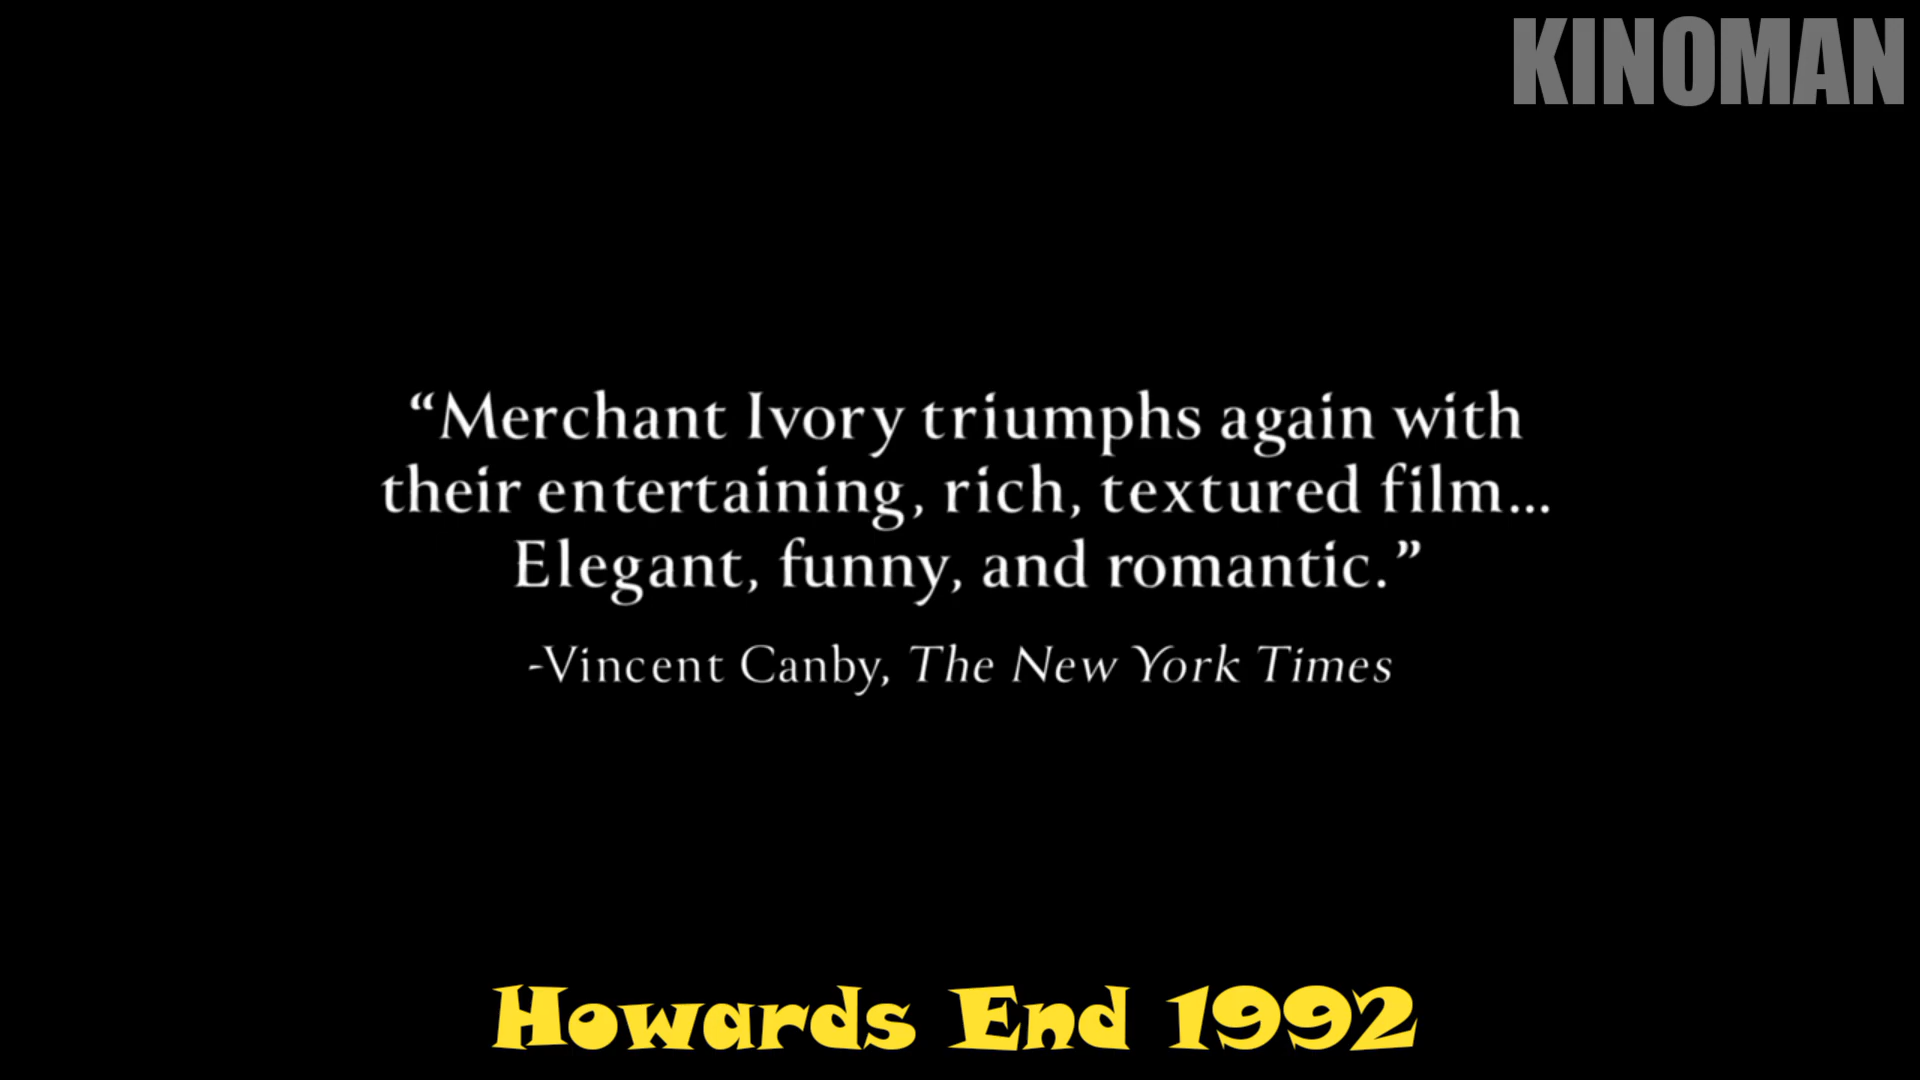 KINOMAN
“Merchant Ivory triumphs again with
their entertaining, rich, textured film...
Elegant, funny, and romantic.”
-Vincent Canby, The New York Times
Howards End 1992